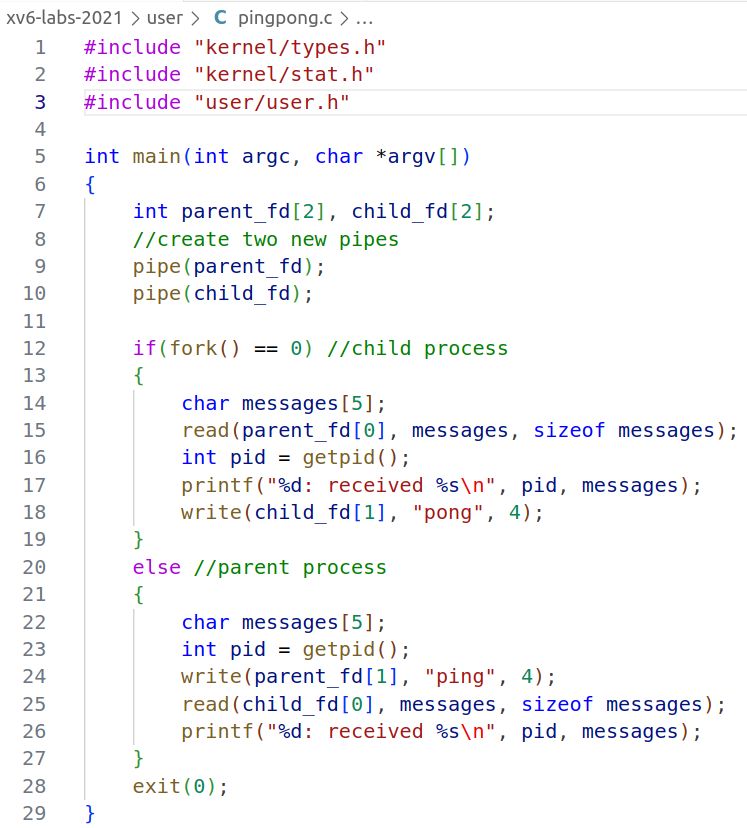 xv6-labs-2021 > user > C pingpong.c > ...
1 #include "kernel/types.h"
2 #include "kernel/stat.h"
3 #include "user/user.h"
4
5 int main(int argc, char *argv[])
6 {
7     int parent_fd[2], child_fd[2];
8     //create two new pipes
9     pipe(parent_fd);
10     pipe(child_fd);
11
12     if(fork() == 0) //child process
13     {
14         char messages[5];
15         read(parent_fd[0], messages, sizeof messages);
16         int pid = getpid();
17         printf("%d: received %s\n", pid, messages);
18         write(child_fd[1], "pong", 4);
19     }
20     else //parent process
21     {
22         char messages[5];
23         int pid = getpid();
24         write(parent_fd[1], "ping", 4);
25         read(child_fd[0], messages, sizeof messages);
26         printf("%d: received %s\n", pid, messages);
27     }
28     exit(0);
29 }